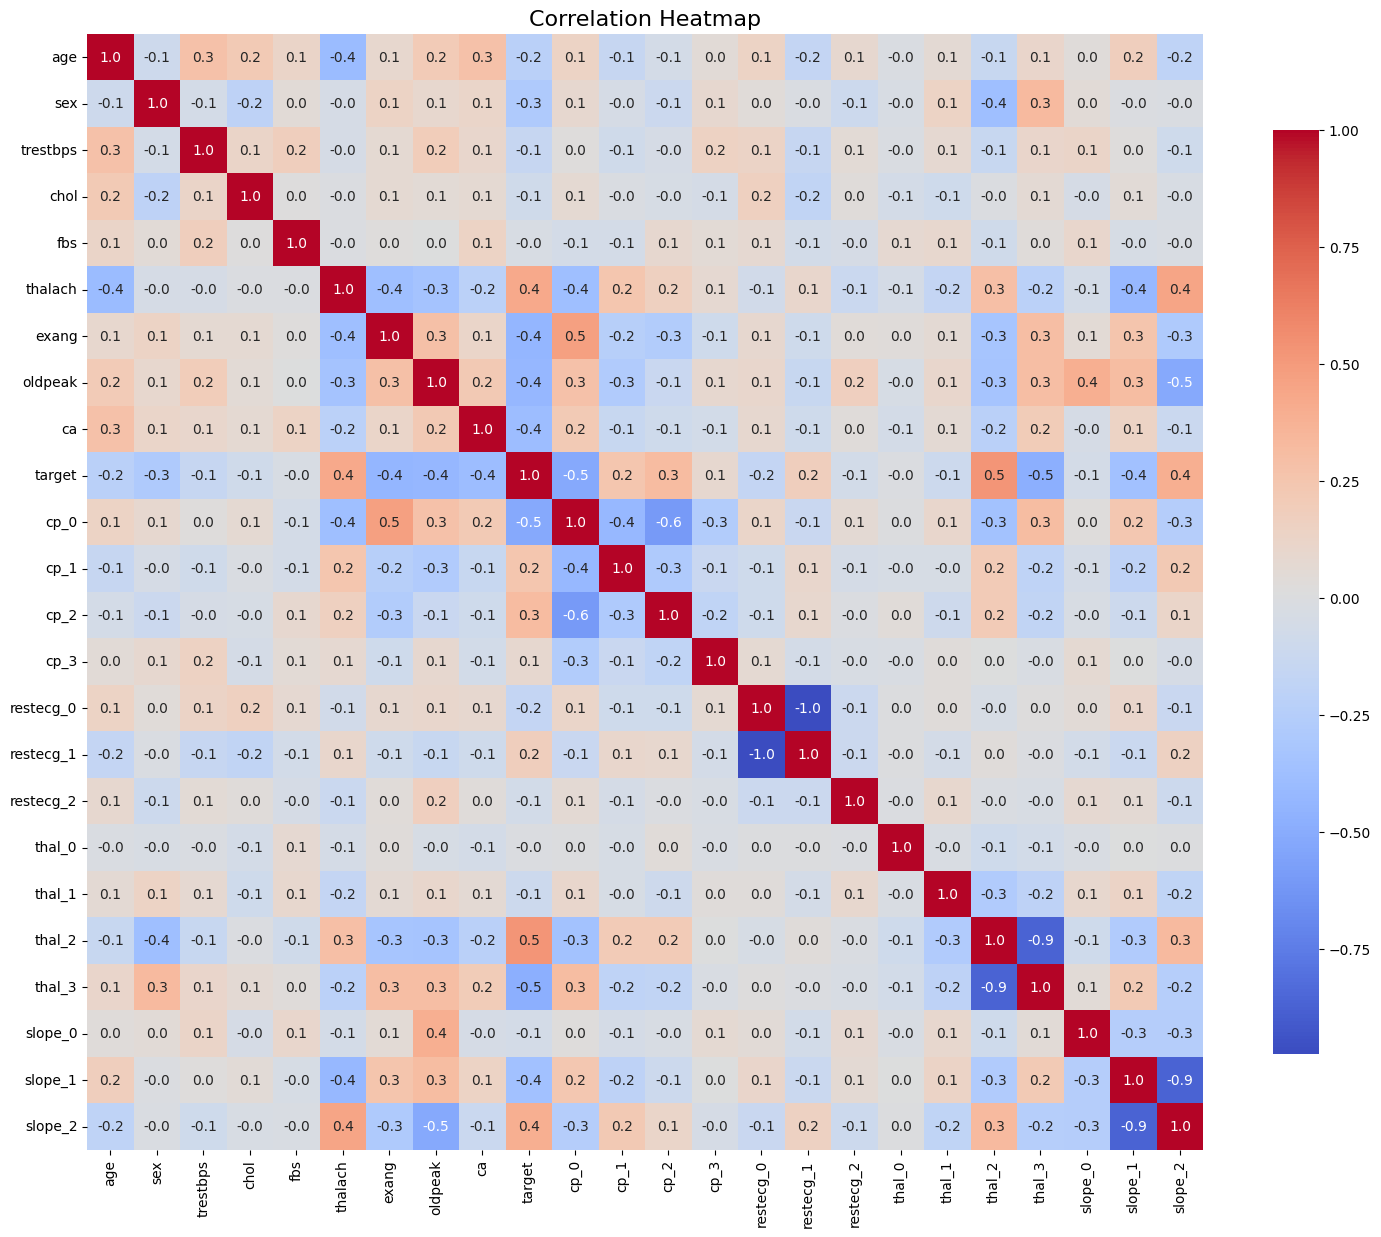 Correlation Heatmap
age 1.0 -0.1 0.3 0.2 0.1 -0.4 0.1 0.2 0.3 -0.2 0.1 -0.1 -0.1 0.0 0.1 -0.2 0.1 -0.0 0.1 -0.1 0.1 0.0 0.2 -0.2
sex -0.1 1.0 -0.1 -0.2 0.0 -0.0 0.1 0.1 0.1 -0.3 0.1 -0.0 -0.1 0.1 0.0 -0.0 -0.1 -0.0 0.1 -0.4 0.3 0.0 -0.0 -0.0
trestbps 0.3 -0.1 1.0 0.1 0.2 -0.0 0.1 0.2 0.1 -0.1 0.0 -0.1 -0.0 0.2 0.1 -0.1 0.1 -0.0 0.1 -0.1 0.1 0.1 0.0 -0.1
chol 0.2 -0.2 0.1 1.0 0.0 -0.0 0.1 0.1 0.1 -0.1 0.1 -0.0 -0.0 -0.1 0.2 -0.2 0.0 -0.1 -0.1 -0.0 0.1 -0.0 0.1 -0.0
fbs 0.1 0.0 0.2 0.0 1.0 -0.0 0.0 0.0 0.1 -0.0 -0.1 -0.1 0.1 0.1 0.1 -0.1 -0.0 0.1 0.1 -0.1 0.0 0.1 -0.0 -0.0
thalach -0.4 -0.0 -0.0 -0.0 -0.0 1.0 -0.4 -0.3 -0.2 0.4 -0.4 0.2 0.2 0.1 -0.1 0.1 -0.1 -0.1 -0.2 0.3 -0.2 -0.1 -0.4 0.4
exang 0.1 0.1 0.1 0.1 0.0 -0.4 1.0 0.3 0.1 -0.4 0.5 -0.2 -0.3 -0.1 0.1 -0.1 0.0 0.0 0.1 -0.3 0.3 0.1 0.3 -0.3
oldpeak 0.2 0.1 0.2 0.1 0.0 -0.3 0.3 1.0 0.2 -0.4 0.3 -0.3 -0.1 0.1 0.1 -0.1 0.2 -0.0 0.1 -0.3 0.3 0.4 0.3 -0.5
ca 0.3 0.1 0.1 0.1 0.1 -0.2 0.1 0.2 1.0 -0.4 0.2 -0.1 -0.1 -0.1 0.1 -0.1 0.0 -0.1 0.1 -0.2 0.2 -0.0 0.1 -0.1
target -0.2 -0.3 -0.1 -0.1 -0.0 0.4 -0.4 -0.4 -0.4 1.0 -0.5 0.2 0.3 0.1 -0.2 0.2 -0.1 -0.0 -0.1 0.5 -0.5 -0.1 -0.4 0.4
cp_0 0.1 0.1 0.0 0.1 -0.1 -0.4 0.5 0.3 0.2 -0.5 1.0 -0.4 -0.6 -0.3 0.1 -0.1 0.1 0.0 0.1 -0.3 0.3 0.0 0.2 -0.3
cp_1 -0.1 -0.0 -0.1 -0.0 -0.1 0.2 -0.2 -0.3 -0.1 0.2 -0.4 1.0 -0.3 -0.1 -0.1 0.1 -0.1 -0.0 -0.0 0.2 -0.2 -0.1 -0.2 0.2
cp_2 -0.1 -0.1 -0.0 -0.0 0.1 0.2 -0.3 -0.1 -0.1 0.3 -0.6 -0.3 1.0 -0.2 -0.1 0.1 -0.0 0.0 -0.1 0.2 -0.2 -0.0 -0.1 0.1
cp_3 0.0 0.1 0.2 -0.1 0.1 0.1 -0.1 0.1 -0.1 0.1 -0.3 -0.1 -0.2 1.0 0.1 -0.1 -0.0 -0.0 0.0 0.0 -0.0 0.1 0.0 -0.0
restecg_0 0.1 0.0 0.1 0.2 0.1 -0.1 0.1 0.1 0.1 -0.2 0.1 -0.1 -0.1 0.1 1.0 -1.0 -0.1 0.0 0.0 -0.0 0.0 0.0 0.1 -0.1
restecg_1 -0.2 -0.0 -0.1 -0.2 -0.1 0.1 -0.1 -0.1 -0.1 0.2 -0.1 0.1 0.1 -0.1 -1.0 1.0 -0.1 -0.0 -0.1 0.0 -0.0 -0.1 -0.1 0.2
restecg_2 0.1 -0.1 0.1 0.0 -0.0 -0.1 0.0 0.2 0.0 -0.1 0.1 -0.1 -0.0 -0.0 -0.1 -0.1 1.0 -0.0 0.1 -0.0 -0.0 0.1 0.1 -0.1
thal_0 -0.0 -0.0 -0.0 -0.1 0.1 -0.1 0.0 -0.0 -0.1 -0.0 0.0 -0.0 0.0 -0.0 0.0 -0.0 -0.0 1.0 -0.0 -0.1 -0.1 -0.0 0.0 0.0
thal_1 0.1 0.1 0.1 -0.1 0.1 -0.2 0.1 0.1 0.1 -0.1 0.1 -0.0 -0.1 0.0 0.0 -0.1 0.1 -0.0 1.0 -0.3 -0.2 0.1 0.1 -0.2
thal_2 -0.1 -0.4 -0.1 -0.0 -0.1 0.3 -0.3 -0.3 -0.2 0.5 -0.3 0.2 0.2 0.0 -0.0 0.0 -0.0 -0.1 -0.3 1.0 -0.9 -0.1 -0.3 0.3
thal_3 0.1 0.3 0.1 0.1 0.0 -0.2 0.3 0.3 0.2 -0.5 0.3 -0.2 -0.2 -0.0 0.0 -0.0 -0.0 -0.1 -0.2 -0.9 1.0 0.1 0.2 -0.2
slope_0 0.0 0.0 0.1 -0.0 0.1 -0.1 0.1 0.4 -0.0 -0.1 0.0 -0.1 -0.0 0.1 0.0 -0.1 0.1 -0.0 0.1 -0.1 0.1 1.0 -0.3 -0.3
slope_1 0.2 -0.0 0.0 0.1 -0.0 -0.4 0.3 0.3 0.1 -0.4 0.2 -0.2 -0.1 0.0 0.1 -0.1 0.1 0.0 0.1 -0.3 0.2 -0.3 1.0 -0.9
slope_2 -0.2 -0.0 -0.1 -0.0 -0.0 0.4 -0.3 -0.5 -0.1 0.4 -0.3 0.2 0.1 -0.0 -0.1 0.2 -0.1 0.0 -0.2 0.3 -0.2 -0.3 -0.9 1.0
age sex trestbps chol fbs thalach exang oldpeak ca target cp_0 cp_1 cp_2 cp_3 restecg_0 restecg_1 restecg_2 thal_0 thal_1 thal_2 thal_3 slope_0 slope_1 slope_2
1.00
0.75
0.50
0.25
0.00
−0.25
−0.50
−0.75